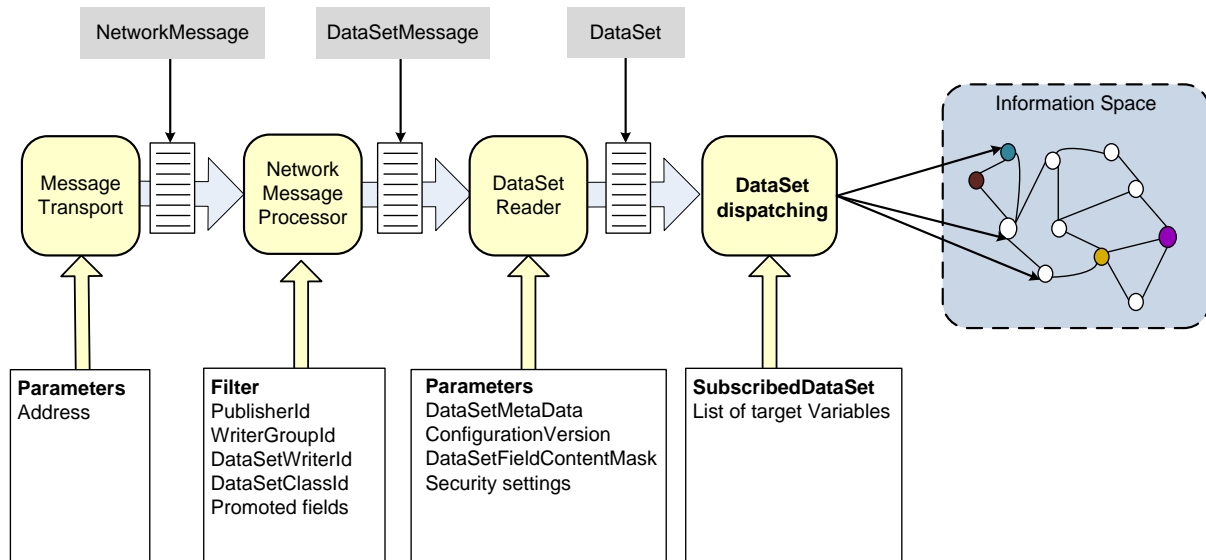 NetworkMessage
DataSetMessage
DataSet
Information Space
Message
Transport
Network
Message
Processor
DataSet
Reader
DataSet
dispatching
Parameters
Address
Filter
PublisherId
WriterGroupId
DataSetWriterId
DataSetClassId
Promoted fields
Parameters
DataSetMetaData
ConfigurationVersion
DataSetFieldContentMask
Security settings
SubscribedDataSet
List of target Variables